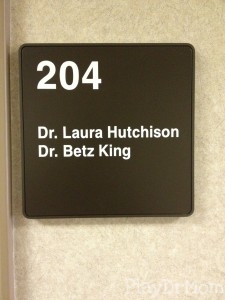 204
Dr. Laura Hutchison
Dr. Betz King
PlayDrMom